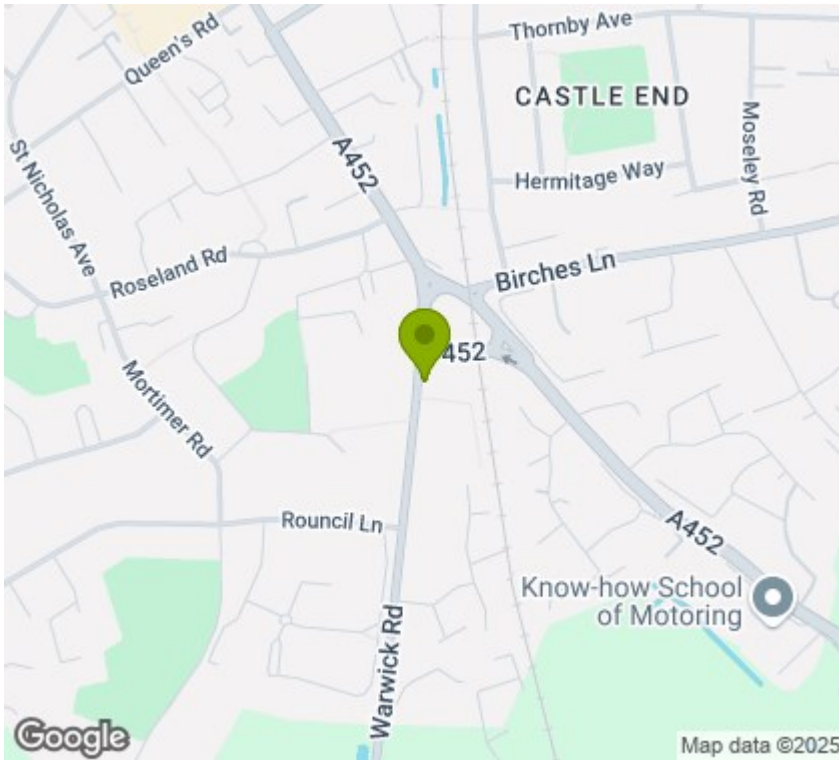 Thornby Ave
Queen's Rd
CASTLE END
A452
Moseley Rd
St Nicholas Ave
Hermitage Way
Roseland Rd
Birches Ln
452
Mortimer Rd
Rouncil Ln
A452
Know-how School
of Motoring
Warwick Rd
Google
Map data ©2025